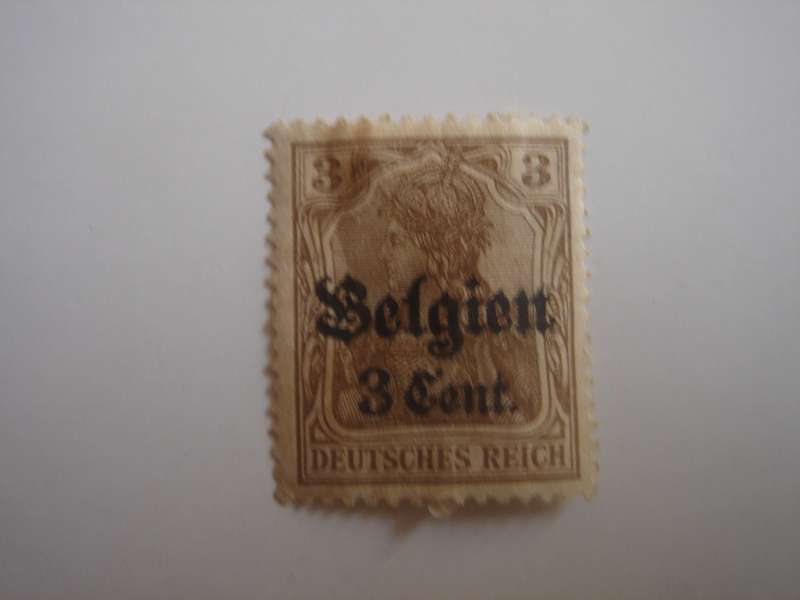 3 3
Belgien
3 Cent.
DEUTSCHES REICH